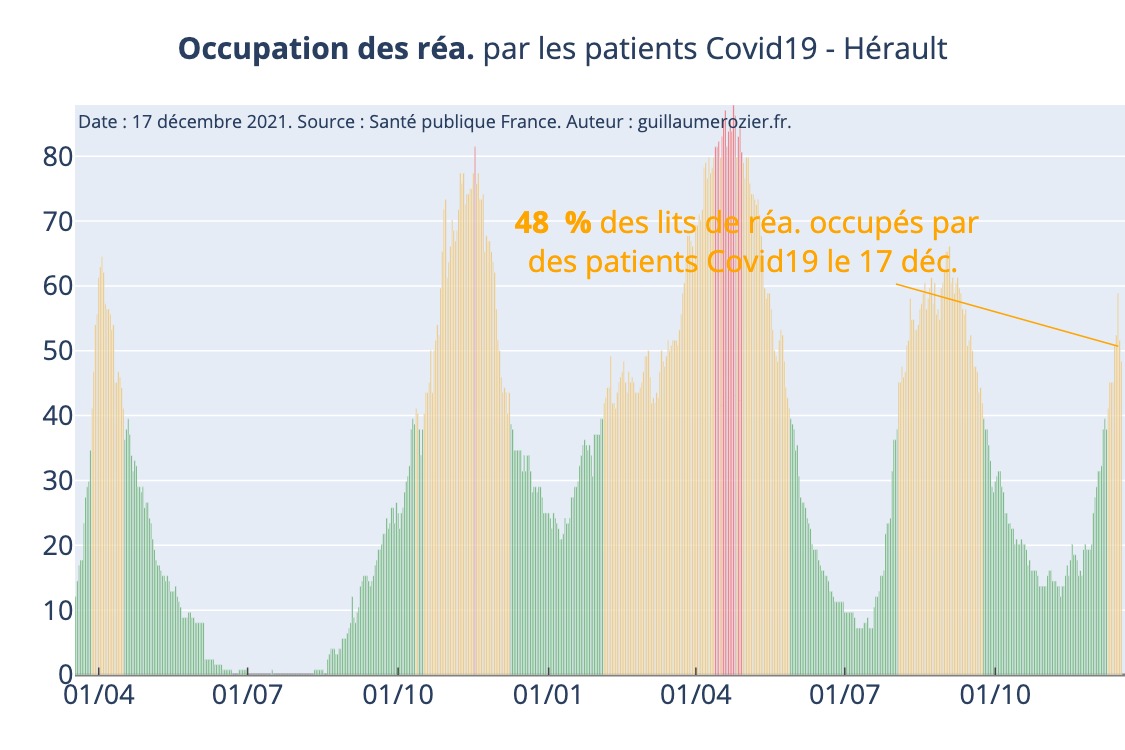 Occupation des réa. par les patients Covid19 - Hérault
Date : 17 décembre 2021. Source : Santé publique France. Auteur : guillaumerozier.fr.
80
70
48 % des lits de réa. occupés par
des patients Covid19 le 17 déc.
60
50
40
30
20
10
0
01/04 01/07 01/10 01/01 01/04 01/07 01/10